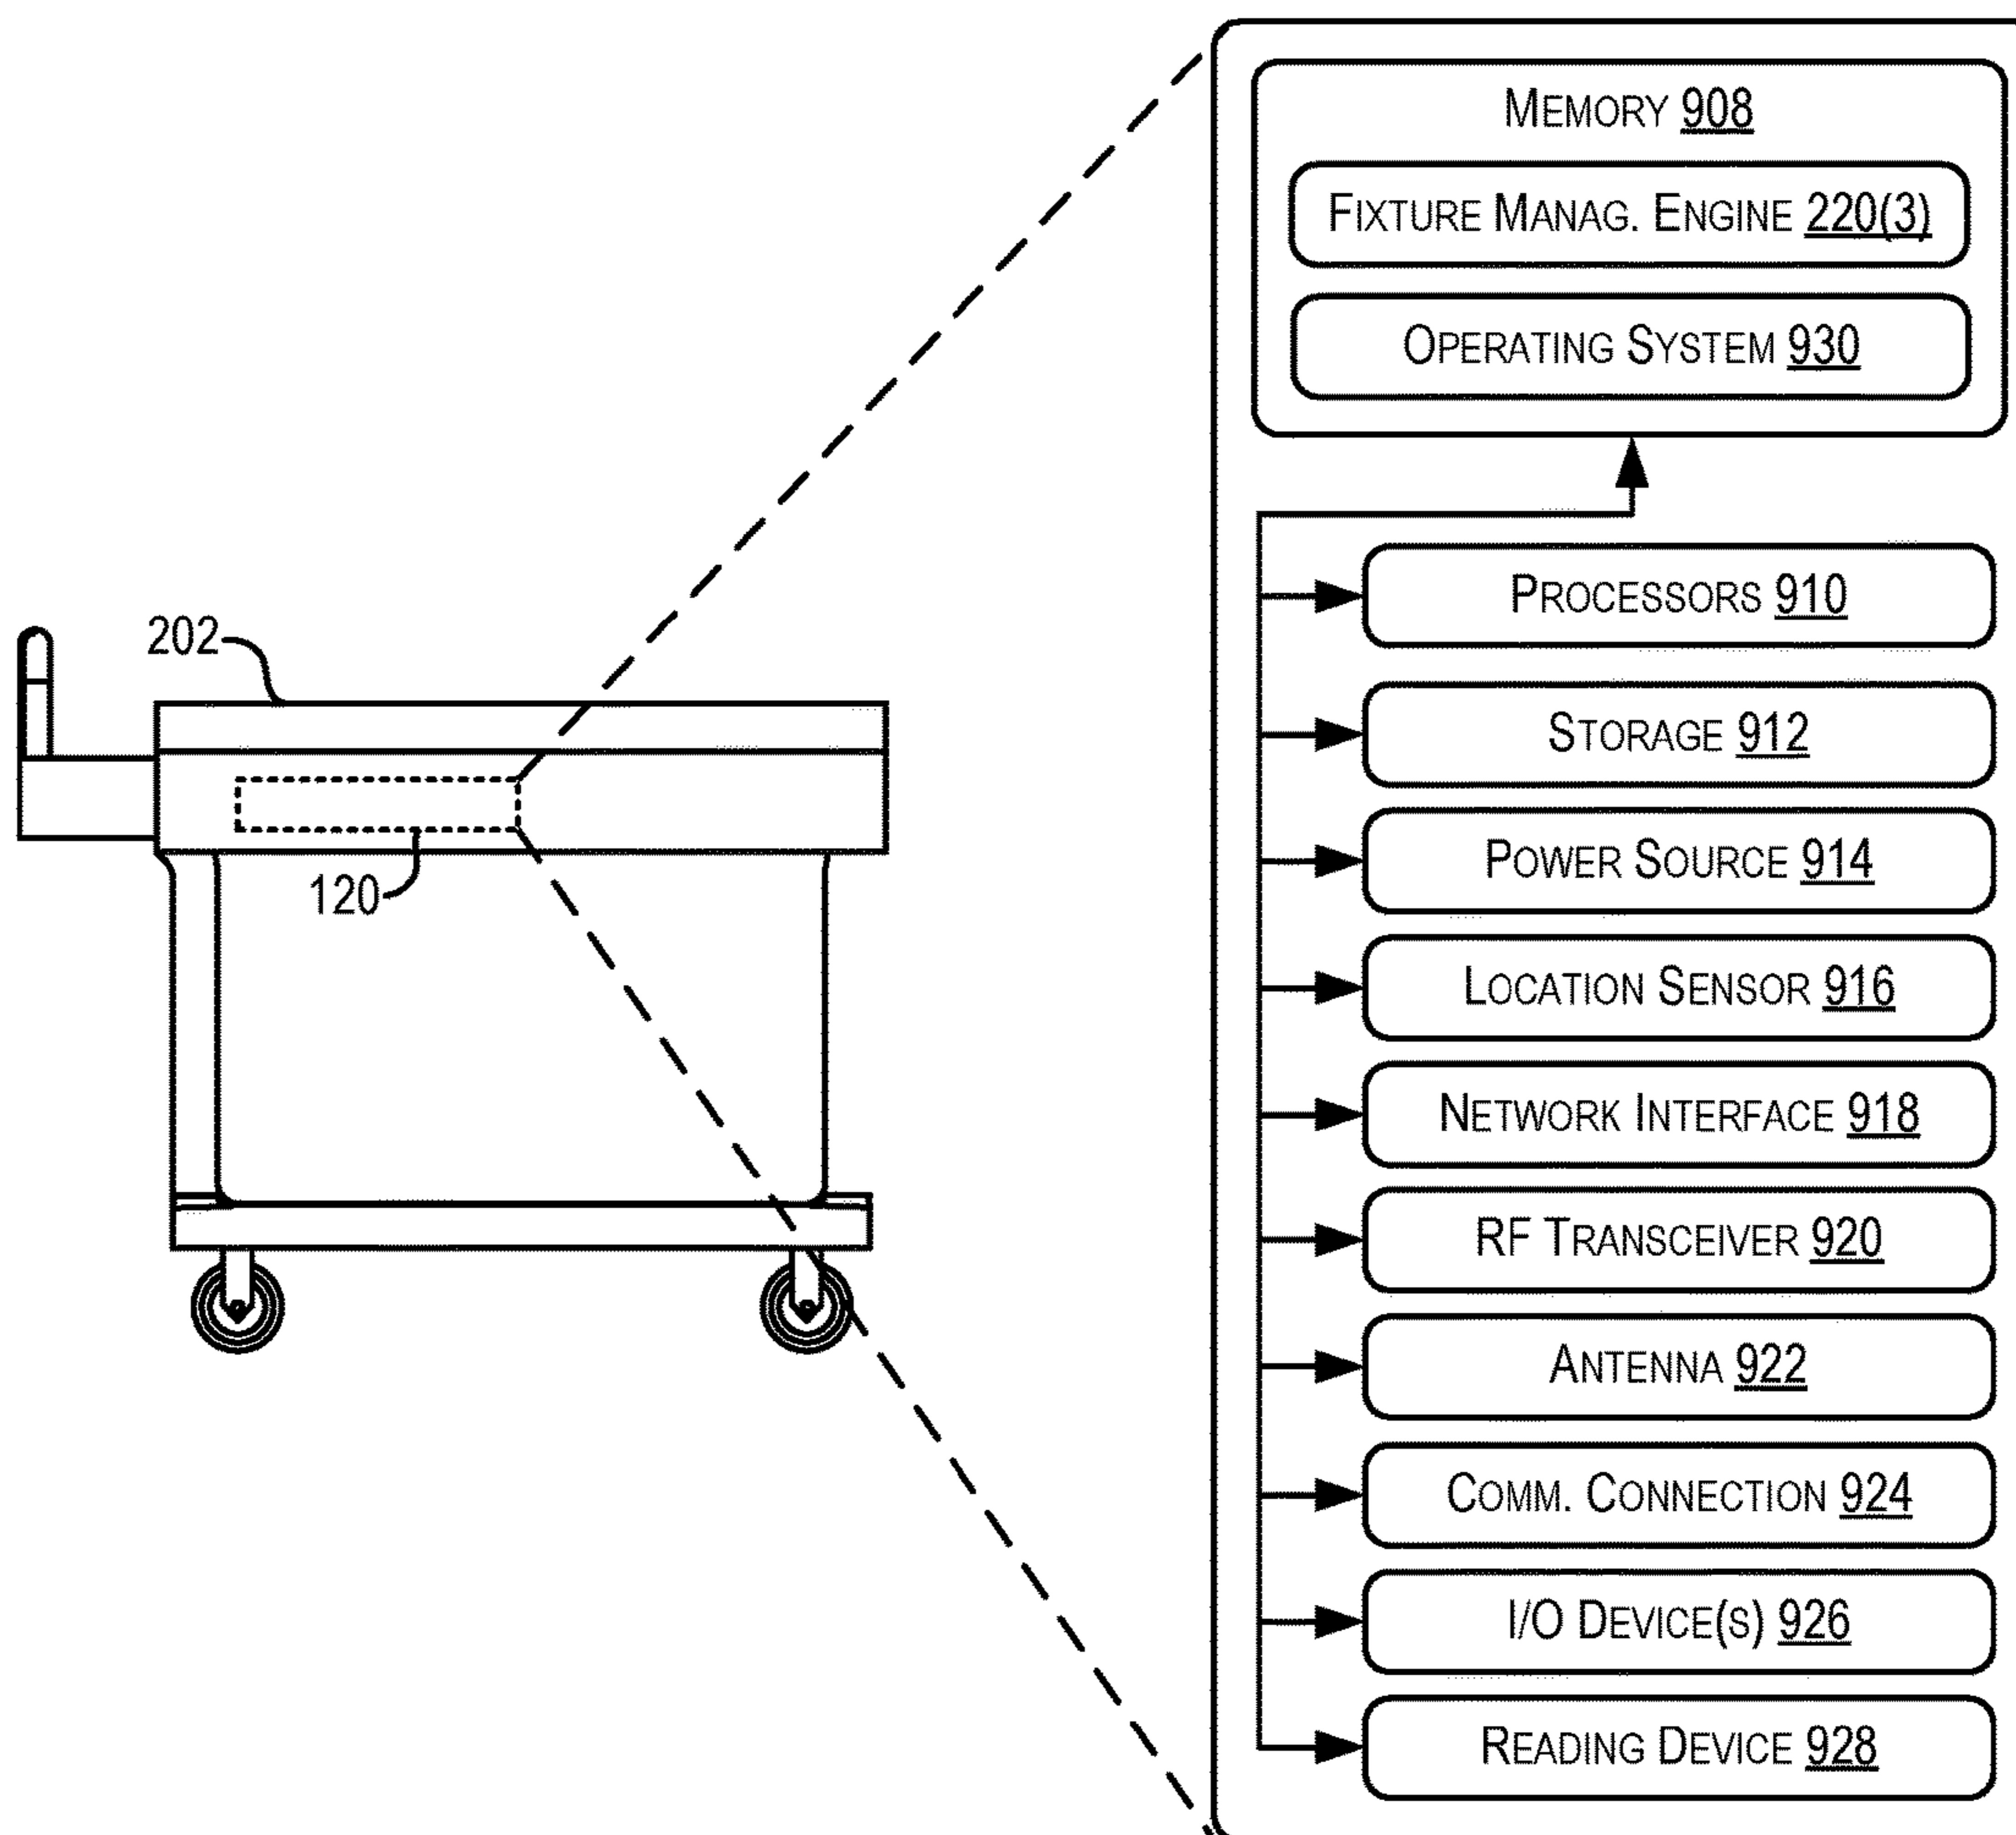 MEMORY 908
FIXTURE MANAG. ENGINE 220(3)
OPERATING SYSTEM 930
PROCESSORS 910
STORAGE 912
POWER SOURCE 914
LOCATION SENSOR 916
NETWORK INTERFACE 918
RF TRANSCEIVER 920
ANTENNA 922
COMM. CONNECTION 924
I/O DEVICE(S) 926
READING DEVICE 928
202
120